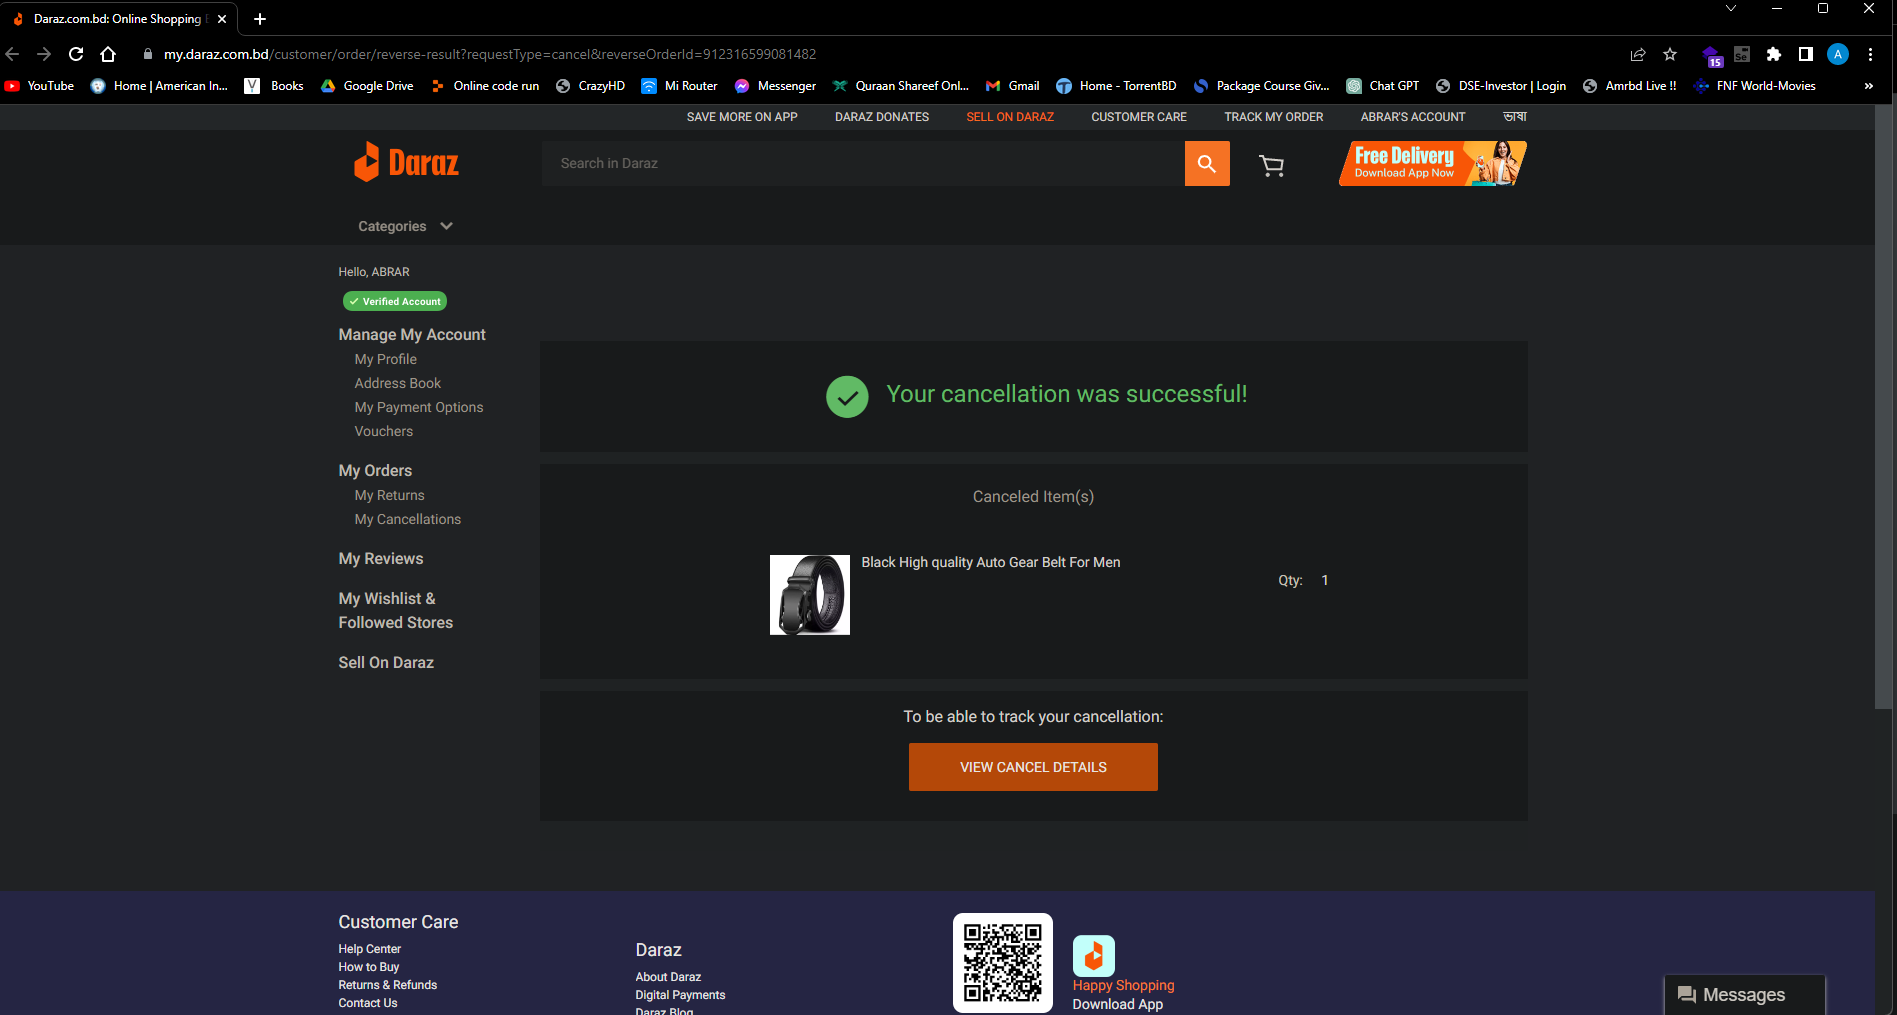 Daraz.com.bd: Online Shopping
my.daraz.com.bd/customer/order/reverse-result?requestType=cancel&reverseOrderId=912316599081482
15
Se
A
YouTube
Home | American In...
Books
Google Drive
Online code run
CrazyHD
Mi Router
Messenger
Quraan Shareef Onl...
Gmail
Home - TorrentBD
Package Course Giv...
Chat GPT
DSE-Investor | Login
Amrbd Live !!
FNF World-Movies
»
SAVE MORE ON APP
DARAZ DONATES
SELL ON DARAZ
CUSTOMER CARE
TRACK MY ORDER
ABRAR'S ACCOUNT
ভাষা
Daraz
Search in Daraz
Free Delivery
Download App Now
Categories
Hello, ABRAR
Verified Account
Manage My Account
My Profile
Address Book
My Payment Options
Vouchers
My Orders
My Returns
My Cancellations
My Reviews
My Wishlist &
Followed Stores
Sell On Daraz
Your cancellation was successful!
Canceled Item(s)
Black High quality Auto Gear Belt For Men
Qty: 1
To be able to track your cancellation:
VIEW CANCEL DETAILS
Customer Care
Help Center
How to Buy
Returns & Refunds
Contact Us
Daraz
About Daraz
Digital Payments
Daraz Blog
Happy Shopping
Download App
Messages